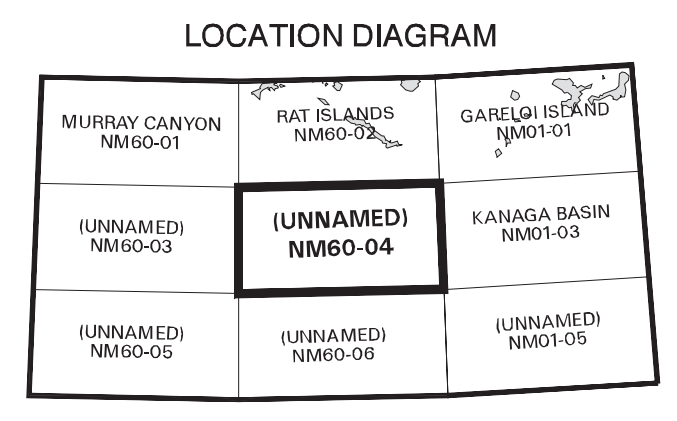 LOCATION DIAGRAM
MURRAY CANYON
NM60-01
RAT ISLANDS
NM60-02
GARELOI ISLAND
NM01-01
(UNNAMED)
NM60-03
(UNNAMED)
NM60-04
KANAGA BASIN
NM01-03
(UNNAMED)
NM60-05
(UNNAMED)
NM60-06
(UNNAMED)
NM01-05